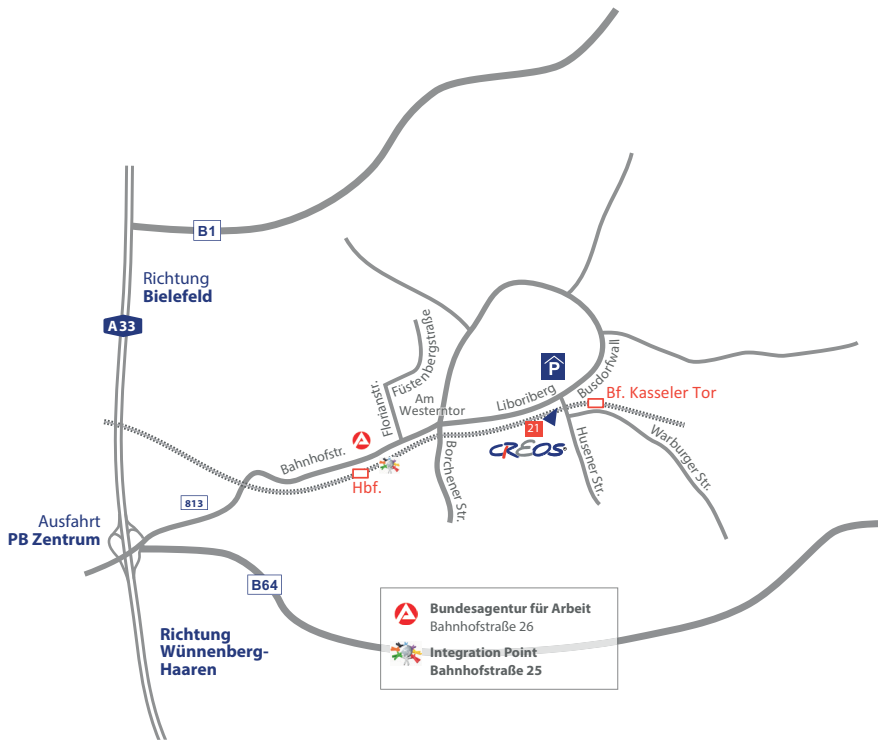 B1
Richtung
Bielefeld
A 33
Füstenbergstraße
Florianstr.
Am
Westerntor
P
Liboriberg
Busdorfwall
Bf. Kasseler Tor
21
CREOS
Bahnhofstr.
Hbf.
Borchener Str.
Husener Str.
Warburger Str.
813
Ausfahrt
PB Zentrum
B64
Richtung
Wünnenberg-
Haaren
Bundesagentur für Arbeit
Bahnhofstraße 26
Integration Point
Bahnhofstraße 25